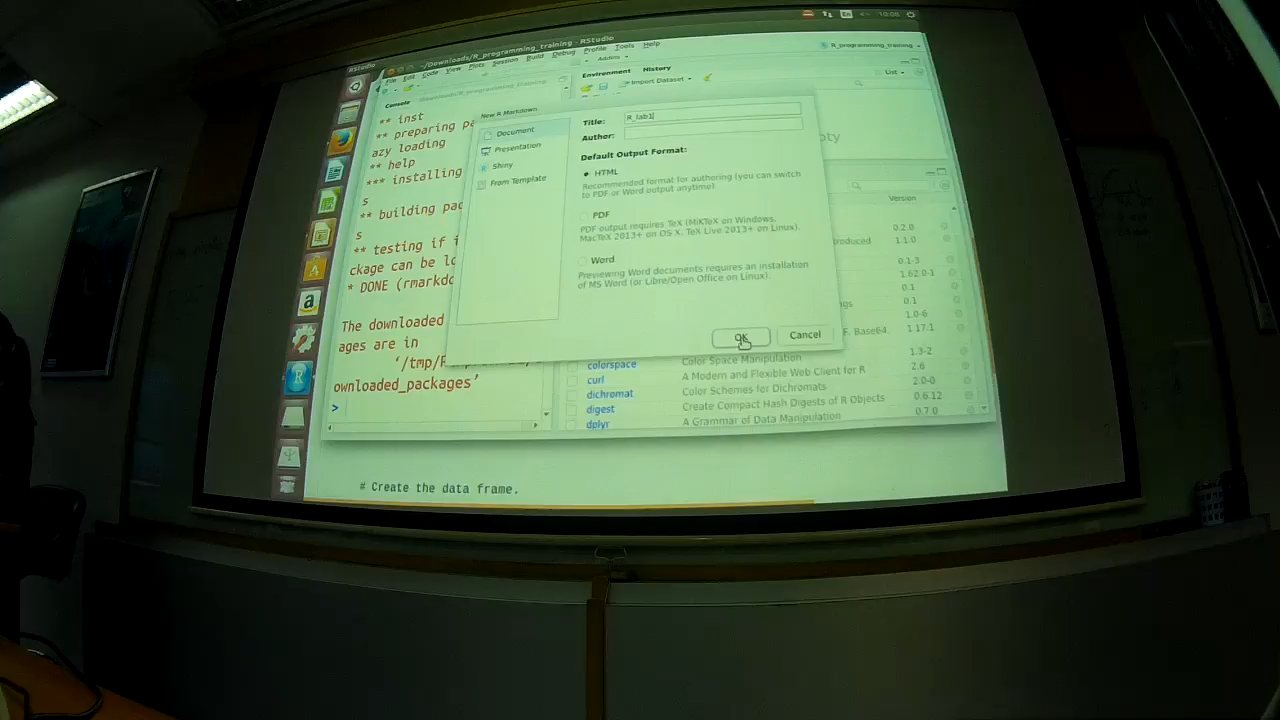 RStudio
~/Downloads/R_programming_training - RStudio
File Edit Code View Plots Session Build Debug Profile Tools Help
Addins
R_programming_training
Console
Environment History
Import Dataset
List
** inst
** preparing pa
azy loading
** help
*** installing
s
** building pac
s
** testing if i
ckage can be lo
* DONE (rmarkdo
The downloaded
ages are in
‘/tmp/R
ownloaded_packages’
>
New R Markdown
Document
Presentation
Shiny
From Template
Title: R_lab1
Author:
Default Output Format:
HTML
Recommended format for authoring (you can switch
to PDF or Word output anytime).
PDF
PDF output requires TeX (MiKTeX on Windows,
MacTeX 2013+ on OS X, TeX Live 2013+ on Linux).
Word
Previewing Word documents requires an installation
of MS Word (or Libre/Open Office on Linux).
OK Cancel
Version
0.2.0
1.1.0
0.1-3
1.62.0-1
0.1
0.1
1.0-6
1.17.1
colorspace Color Space Manipulation 1.3-2
curl A Modern and Flexible Web Client for R 2.6
dichromat Color Schemes for Dichromats 2.0-0
digest Create Compact Hash Digests of R Objects 0.6.12
dplyr A Grammar of Data Manipulation 0.7.0
# Create the data frame.